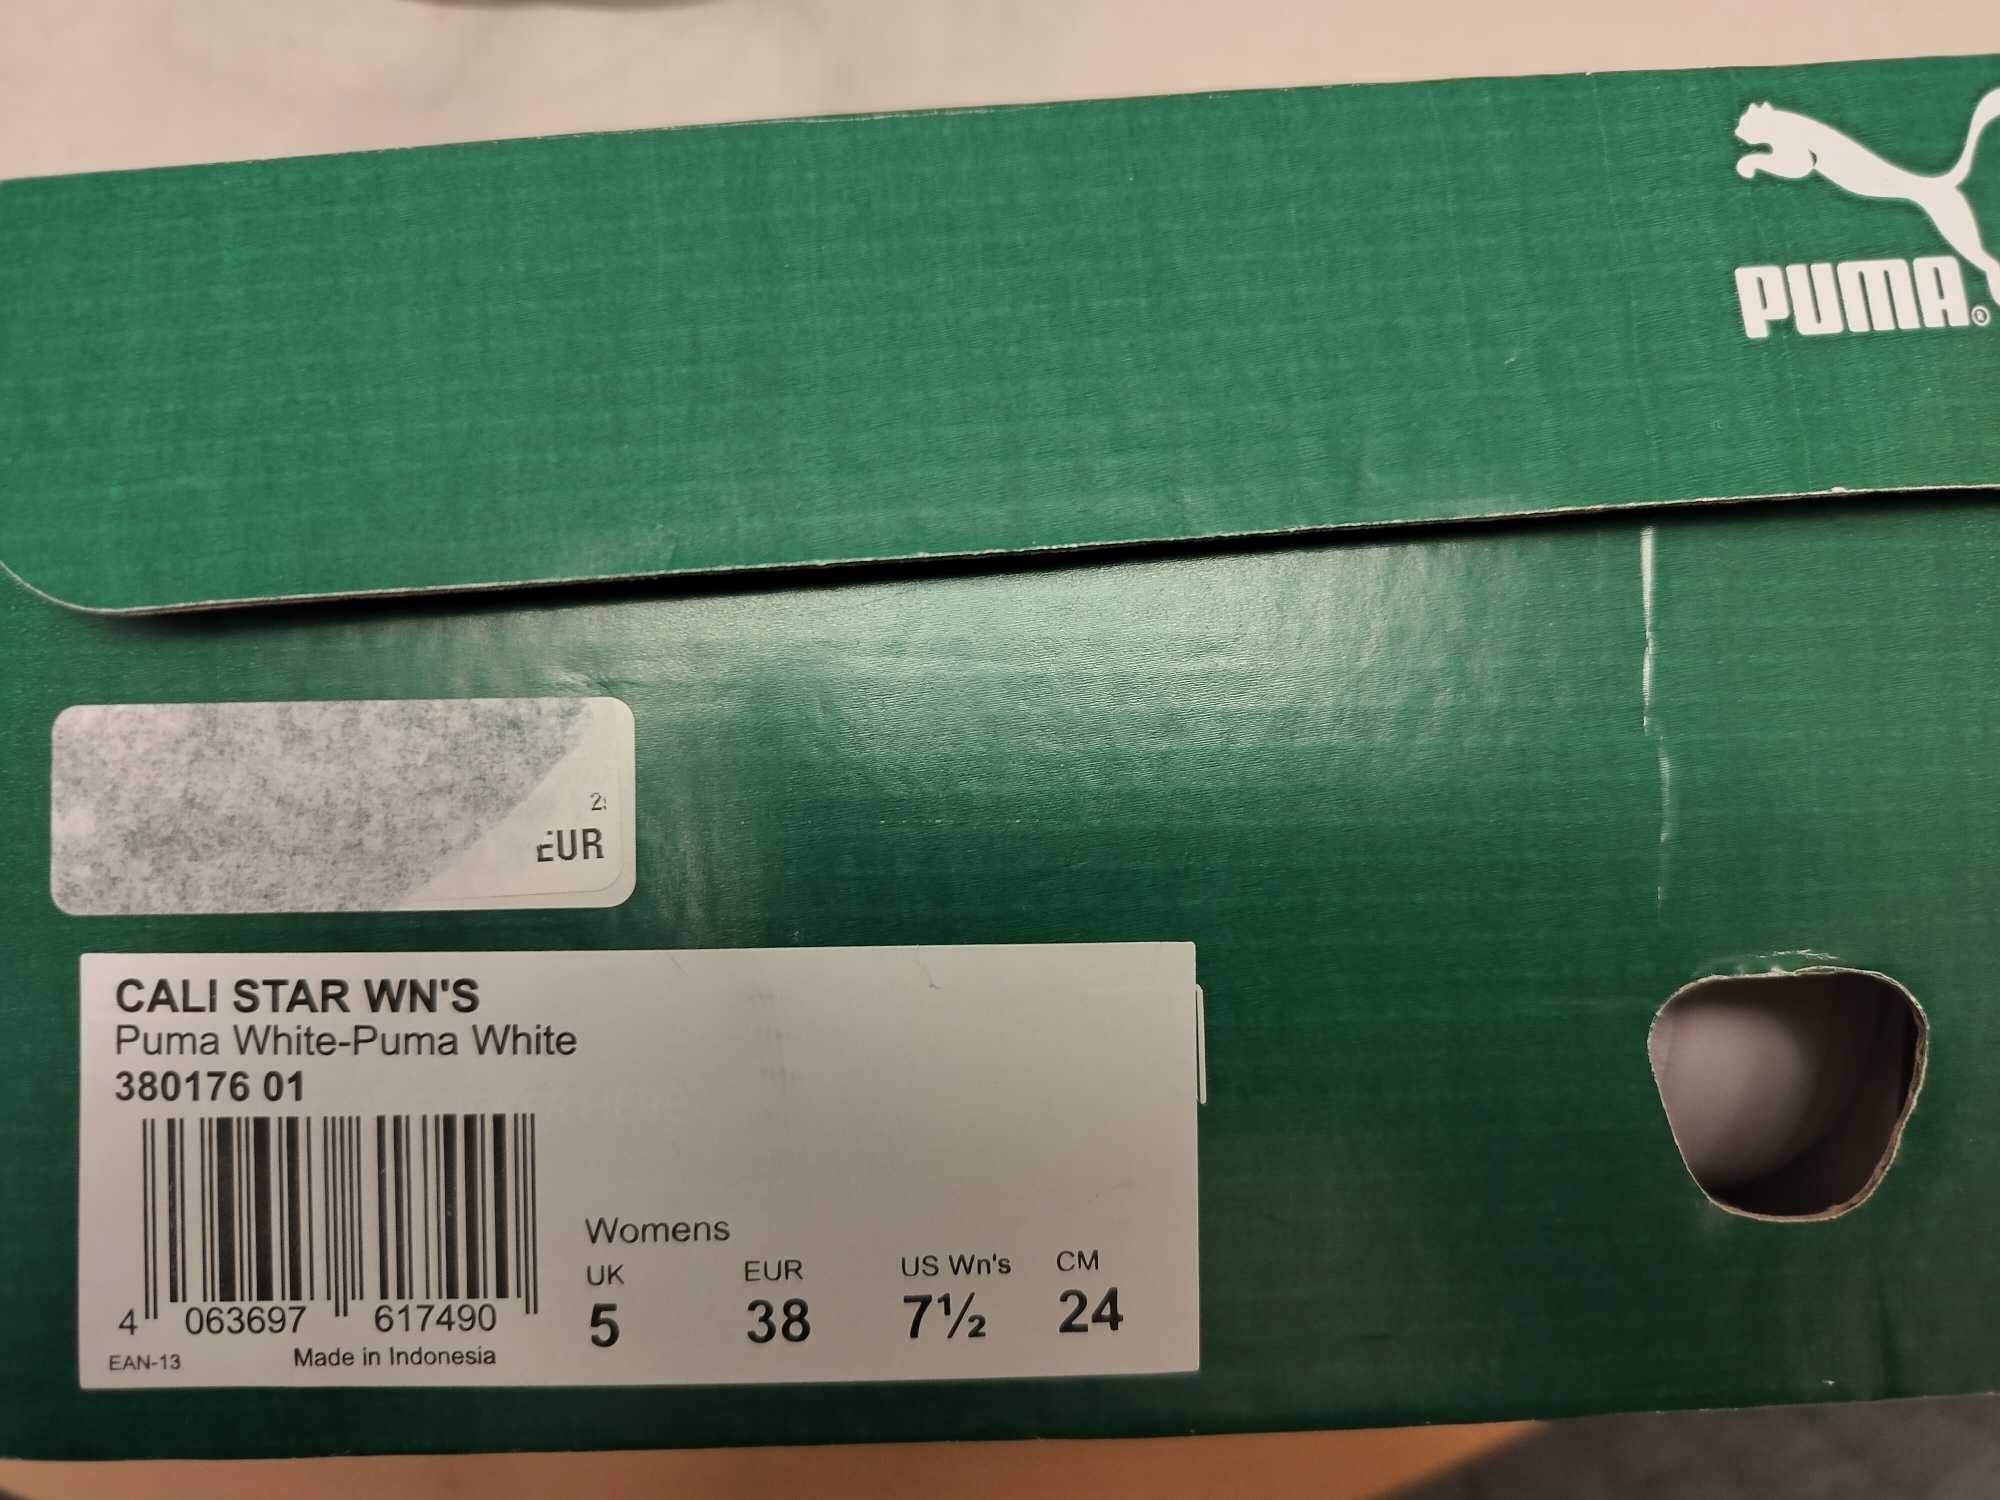 PUMA®
EUR
CALI STAR WN'S
Puma White-Puma White
380176 01
4 063697 617490
EAN-13 Made in Indonesia
Womens
UK EUR US Wn's CM
5 38 7½ 24